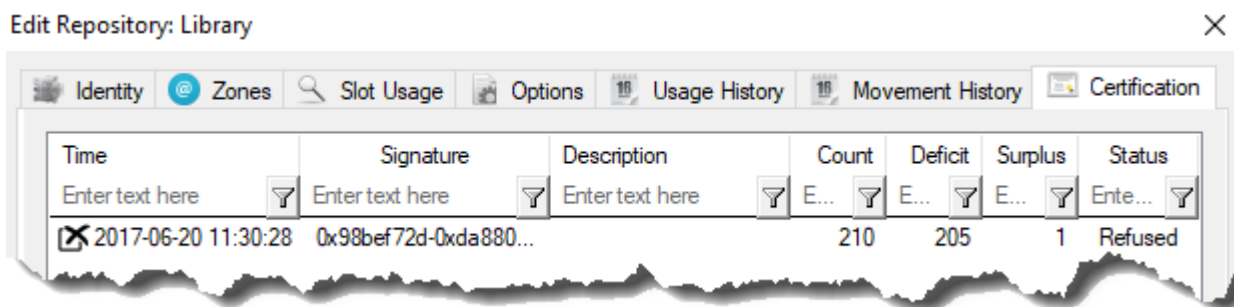 Edit Repository: Library
Identity Zones Slot Usage Options Usage History Movement History Certification
Time Signature Description Count Deficit Surplus Status
Enter text here Enter text here Enter text here E... E... E... Ente...
2017-06-20 11:30:28 0x98bef72d-0xda880... 210 205 1 Refused